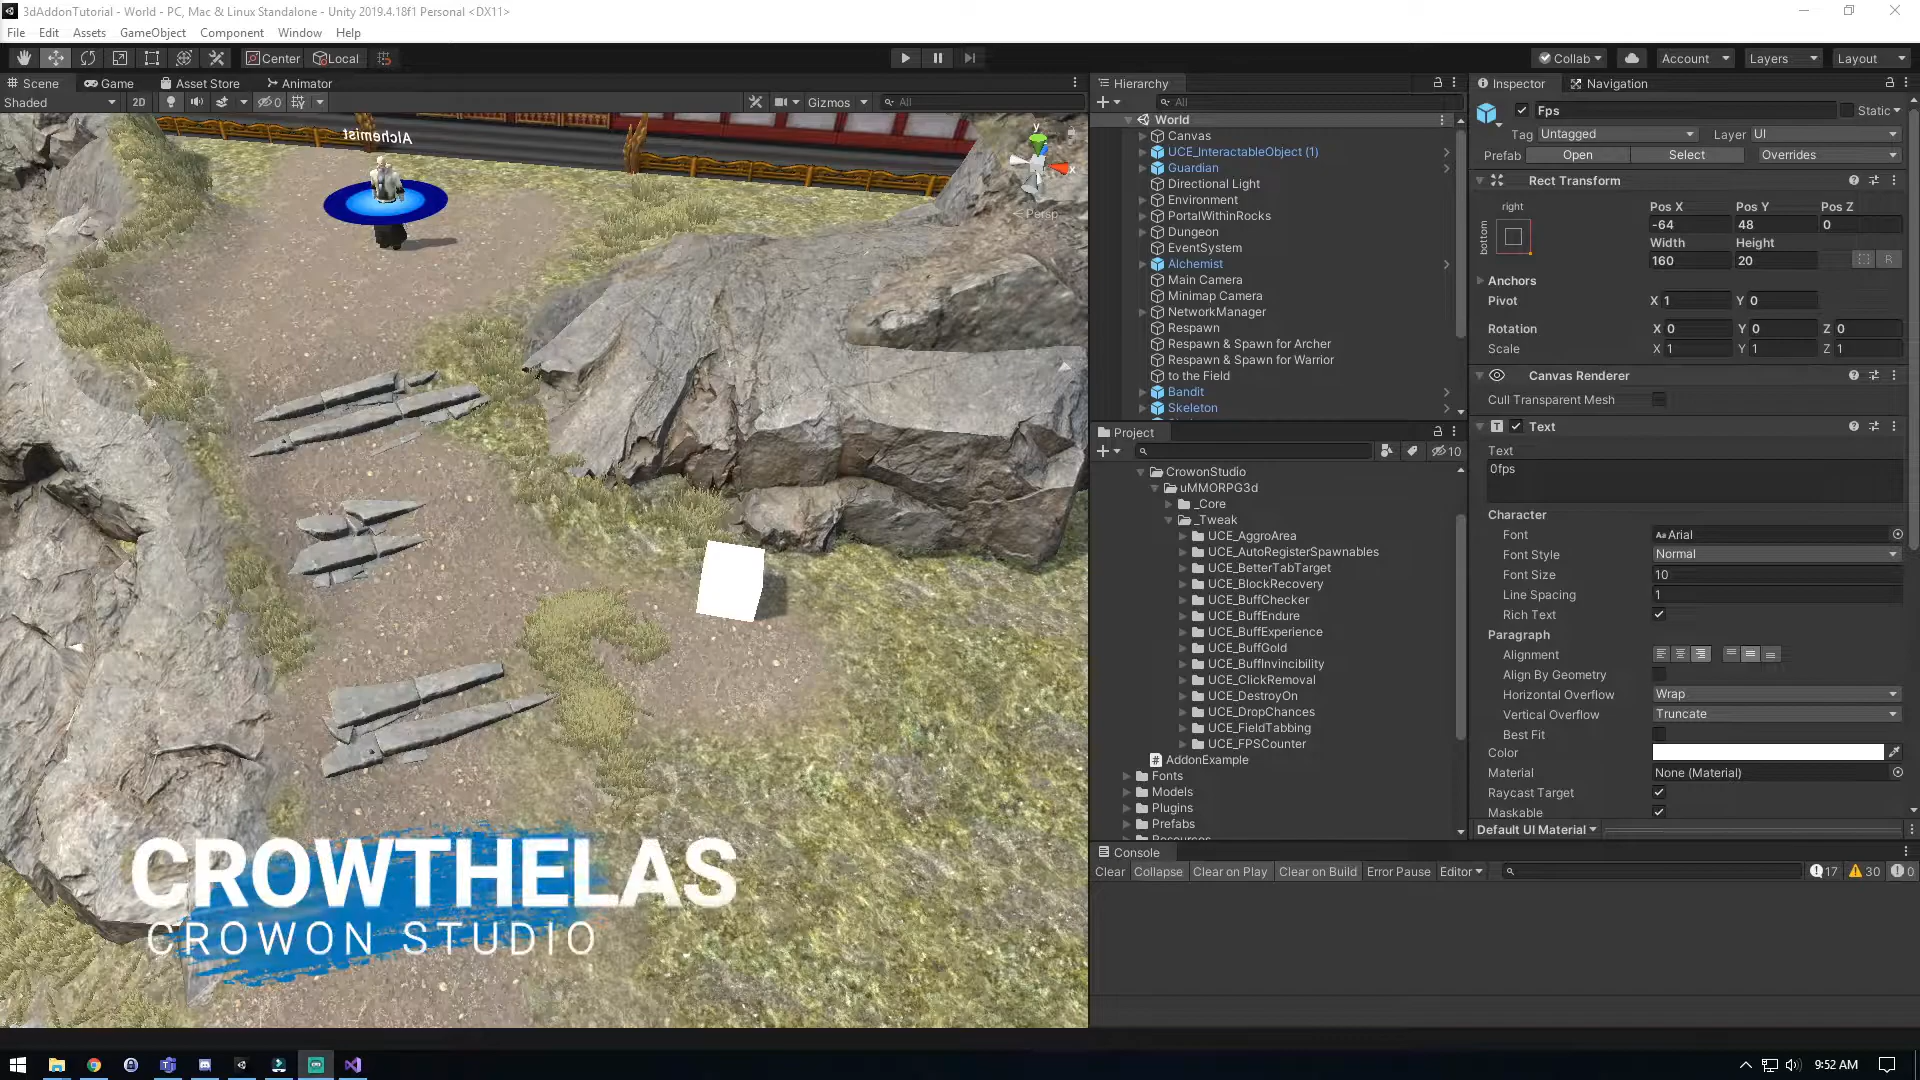 3dAddonTutorial - World - PC, Mac & Linux Standalone - Unity 2019.4.18f1 Personal <DX11>
File Edit Assets GameObject Component Window Help
Center Local
Collab Account Layers Layout
Scene Game Asset Store Animator
Shaded 2D 0 Gizmos All
Alchemist
y
x
Persp
CROWTHELAS
CROWON STUDIO
Hierarchy
All
World
Canvas
UCE_InteractableObject (1)
Guardian
Directional Light
Environment
PortalWithinRocks
Dungeon
EventSystem
Alchemist
Main Camera
Minimap Camera
NetworkManager
Respawn
Respawn & Spawn for Archer
Respawn & Spawn for Warrior
to the Field
Bandit
Skeleton
Project
10
CrowonStudio
uMMORPG3d
_Core
_Tweak
UCE_AggroArea
UCE_AutoRegisterSpawnables
UCE_BetterTabTarget
UCE_BlockRecovery
UCE_BuffChecker
UCE_BuffEndure
UCE_BuffExperience
UCE_BuffGold
UCE_BuffInvincibility
UCE_ClickRemoval
UCE_DestroyOn
UCE_DropChances
UCE_FieldTabbing
UCE_FPSCounter
AddonExample
Fonts
Models
Plugins
Prefabs
Inspector Navigation
Fps Static
Tag Untagged Layer UI
Prefab Open Select Overrides
Rect Transform
right
bottom
Pos X Pos Y Pos Z
-64 48 0
Width Height
160 20
R
Anchors
Pivot X 1 Y 0
Rotation X 0 Y 0 Z 0
Scale X 1 Y 1 Z 1
Canvas Renderer
Cull Transparent Mesh
Text
Text
0fps
Character
Font Arial
Font Style Normal
Font Size 10
Line Spacing 1
Rich Text
Paragraph
Alignment
Align By Geometry
Horizontal Overflow Wrap
Vertical Overflow Truncate
Best Fit
Color
Material None (Material)
Raycast Target
Maskable
Default UI Material
Console
Clear Collapse Clear on Play Clear on Build Error Pause Editor 17 30 0
9:52 AM